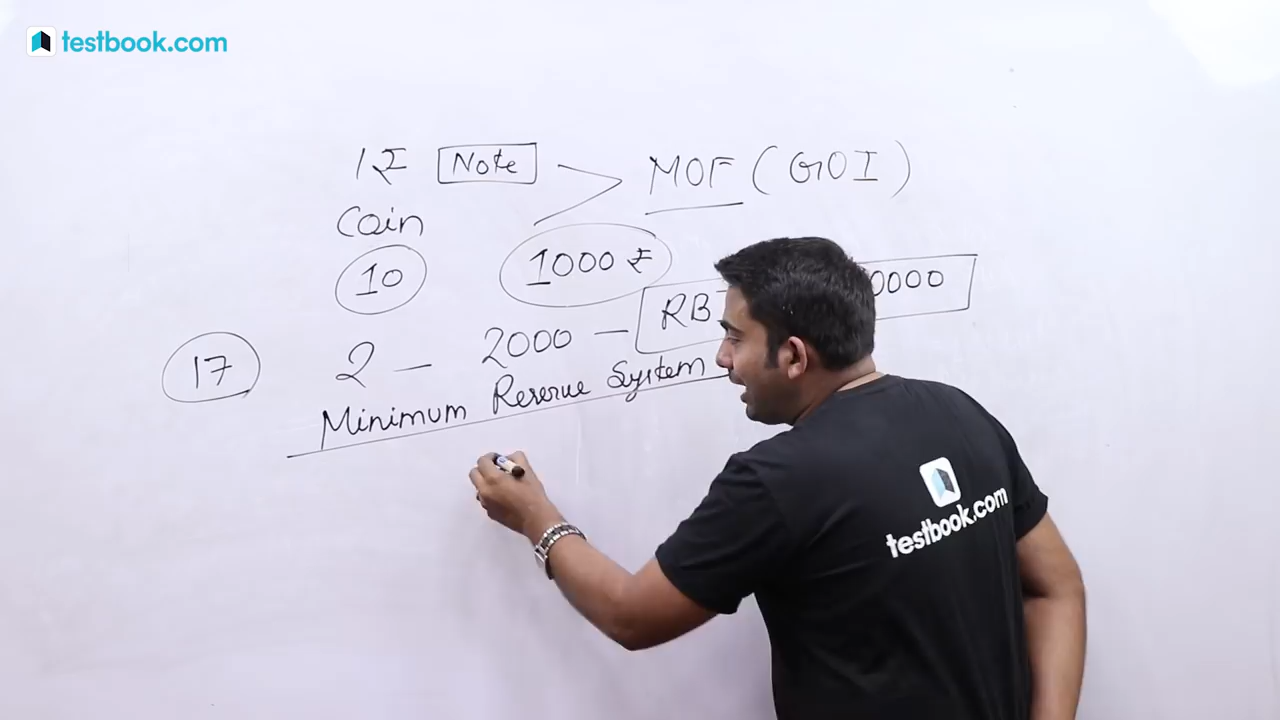 testbook.com
1₹ Note > MOF (GOI)
Coin
10 1000 ₹
17 2 - 2000 - RB 0000
Minimum Reserve System
testbook.com